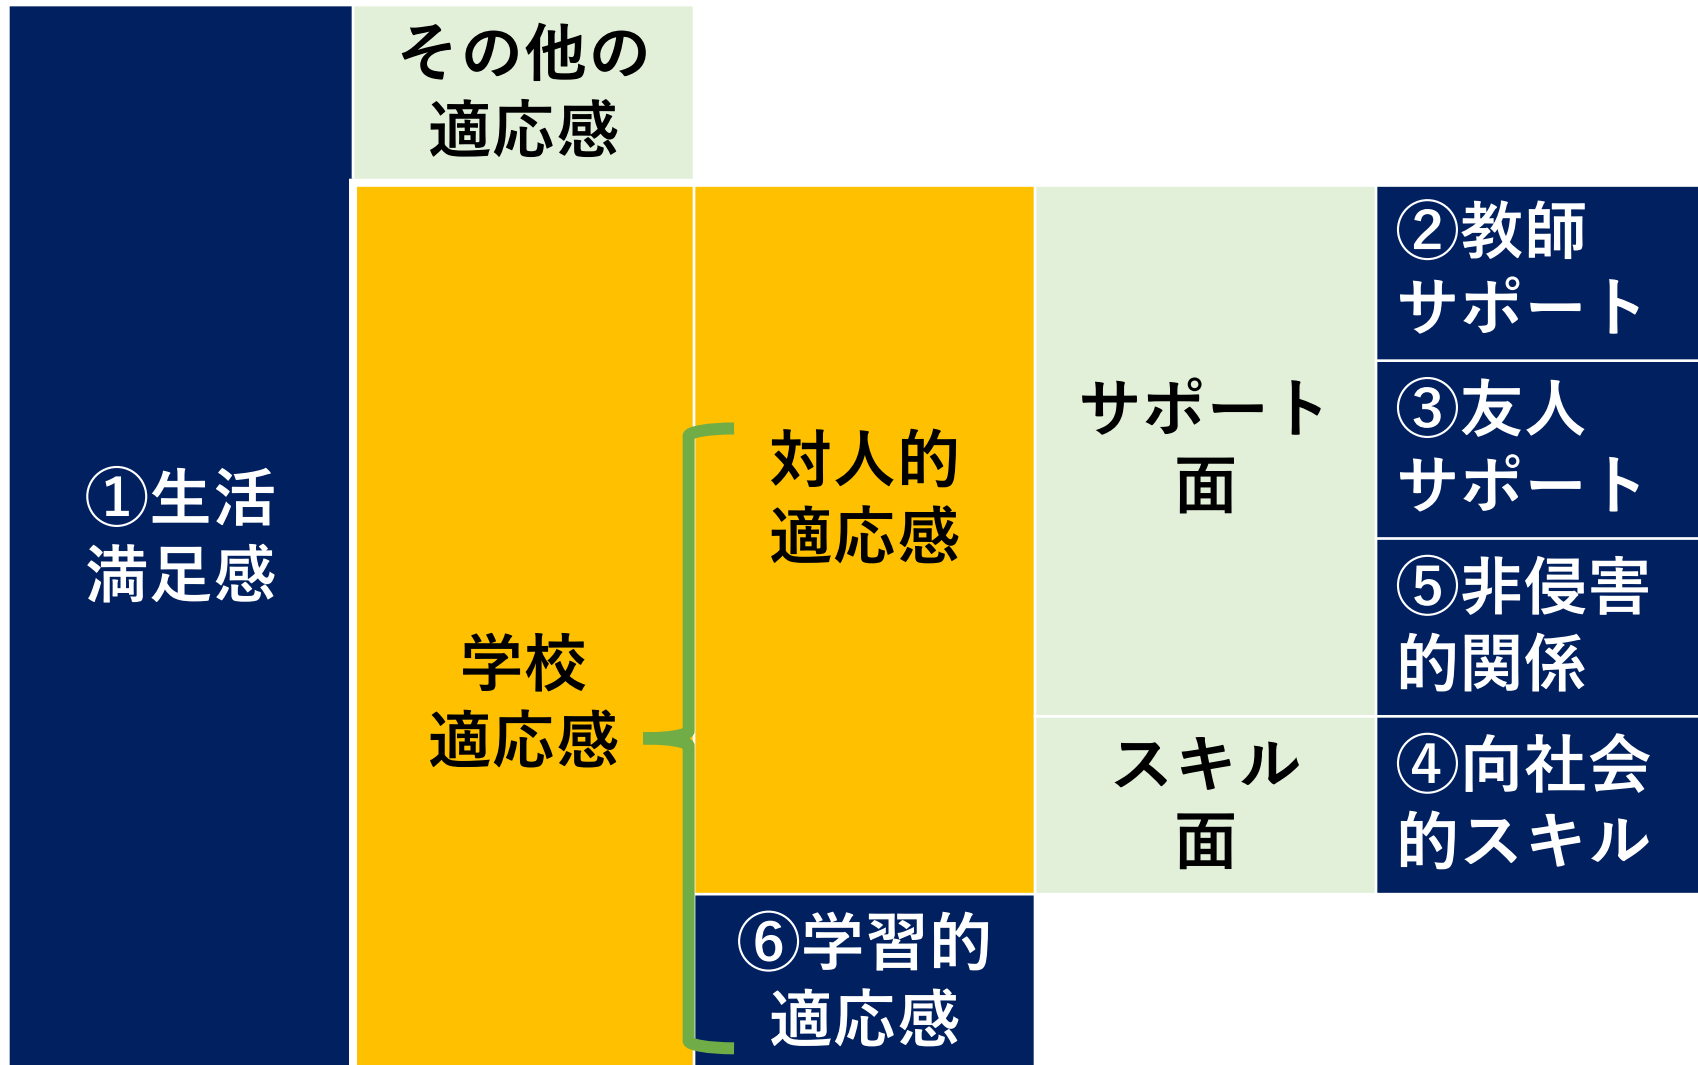 その他の
適応感
①生活
満足感
学校
適応感
対人的
適応感
サポート
面
②教師
サポート
③友人
サポート
⑤非侵害
的関係
スキル
面
④向社会
的スキル
⑥学習的
適応感